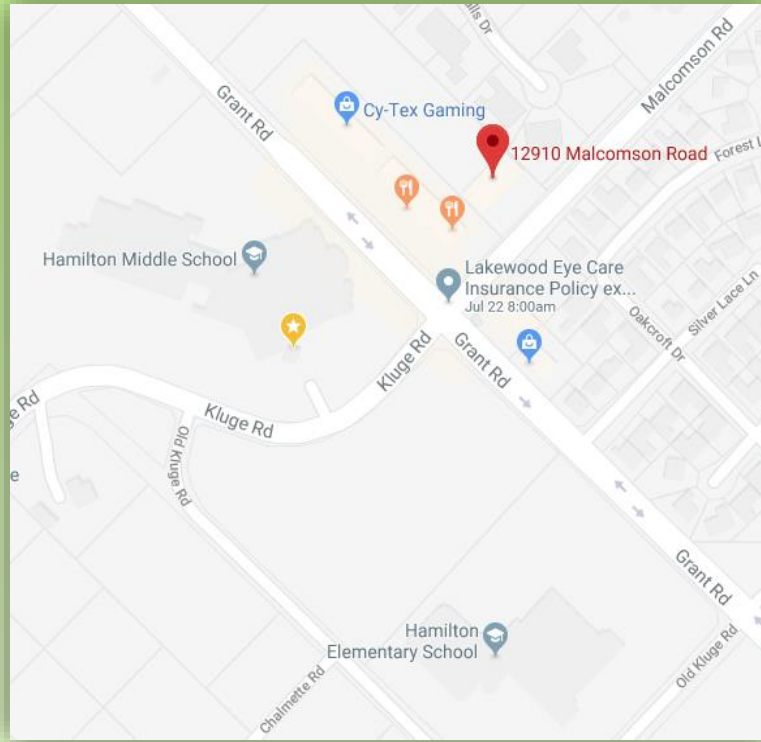 Grant Rd
Cy-Tex Gaming
Malcomson Rd
12910 Malcomson Road
Hamilton Middle School
Lakewood Eye Care
Insurance Policy ex...
Jul 22 8:00am
Oakcroft Dr
Silver Lace Ln
Kluge Rd
Grant Rd
Kluge Rd
Old Kluge Rd
Grant Rd
Hamilton
Elementary School
Old Kluge Rd
Chalmette Rd